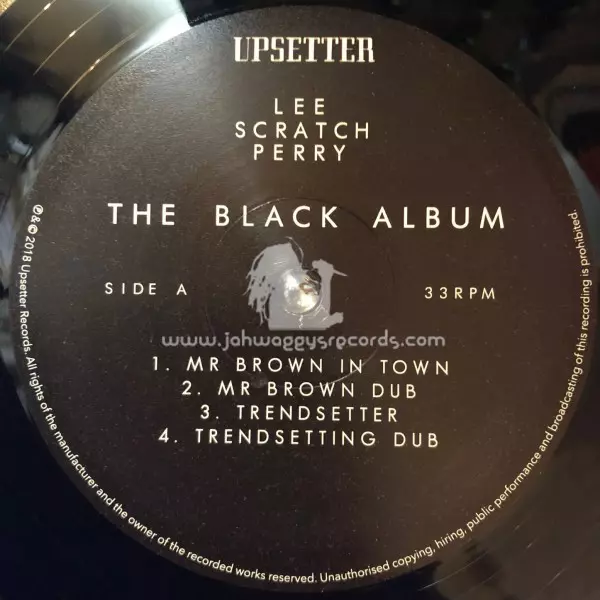 UPSETTER
LEE
SCRATCH
PERRY
THE BLACK ALBUM
SIDE A
33RPM
www.jahwaggysrecords.com
1. MR BROWN IN TOWN
2. MR BROWN DUB
3. TRENDSETTER
4. TRENDSETTING DUB
℗ & © 2018 Upsetter Records. All rights of the manufacturer and the owner of the recorded works reserved. Unauthorised copying, hiring, public performance and broadcasting of this recording is prohibited.